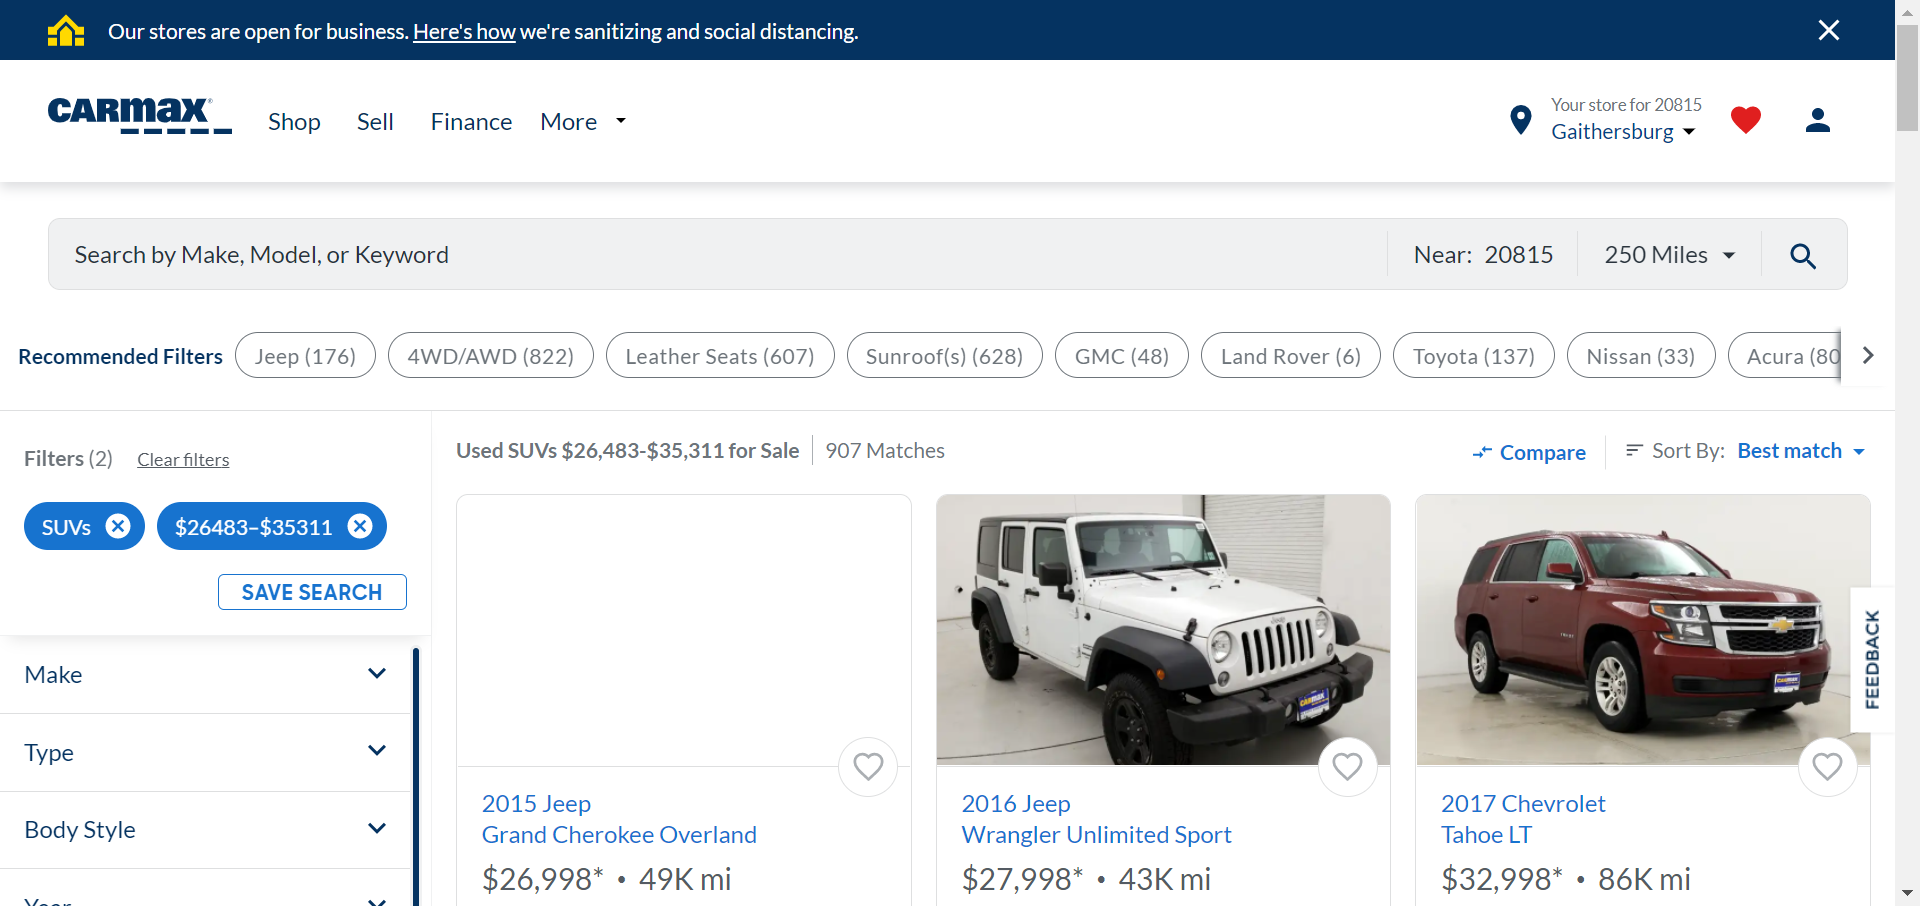 Our stores are open for business. Here's how we're sanitizing and social distancing.
CARMAX
Shop Sell Finance More
Your store for 20815
Gaithersburg
Search by Make, Model, or Keyword
Near: 20815
250 Miles
Recommended Filters
Jeep (176)
4WD/AWD (822)
Leather Seats (607)
Sunroof(s) (628)
GMC (48)
Land Rover (6)
Toyota (137)
Nissan (33)
Acura (80
Filters (2)
Clear filters
SUVs
$26483–$35311
SAVE SEARCH
Make
Type
Body Style
Year
Used SUVs $26,483-$35,311 for Sale
907 Matches
Compare
Sort By: Best match
2015 Jeep
Grand Cherokee Overland
$26,998* • 49K mi
Jeep
CARMAX
2016 Jeep
Wrangler Unlimited Sport
$27,998* • 43K mi
CARMAX
2017 Chevrolet
Tahoe LT
$32,998* • 86K mi
FEEDBACK